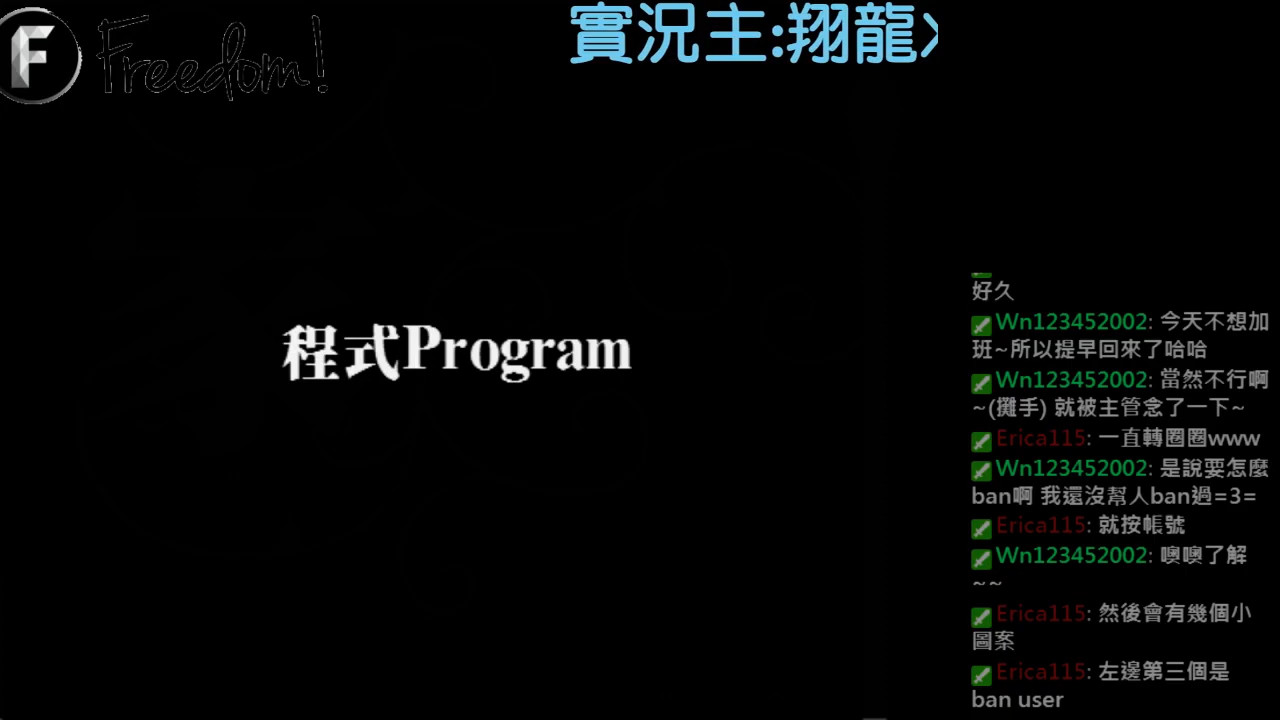 F Freedom!
實況主:翔龍X
程式Program
好久
Wn123452002: 今天不想加
班~所以提早回來了哈哈
Wn123452002: 當然不行啊
~(攤手) 就被主管念了一下~
Erica115: 一直轉圈圈www
Wn123452002: 是說要怎麼
ban啊 我還沒幫人ban過=3=
Erica115: 就按帳號
Wn123452002: 噢噢了解
~~
Erica115: 然後會有幾個小
圖案
Erica115: 左邊第三個是
ban user